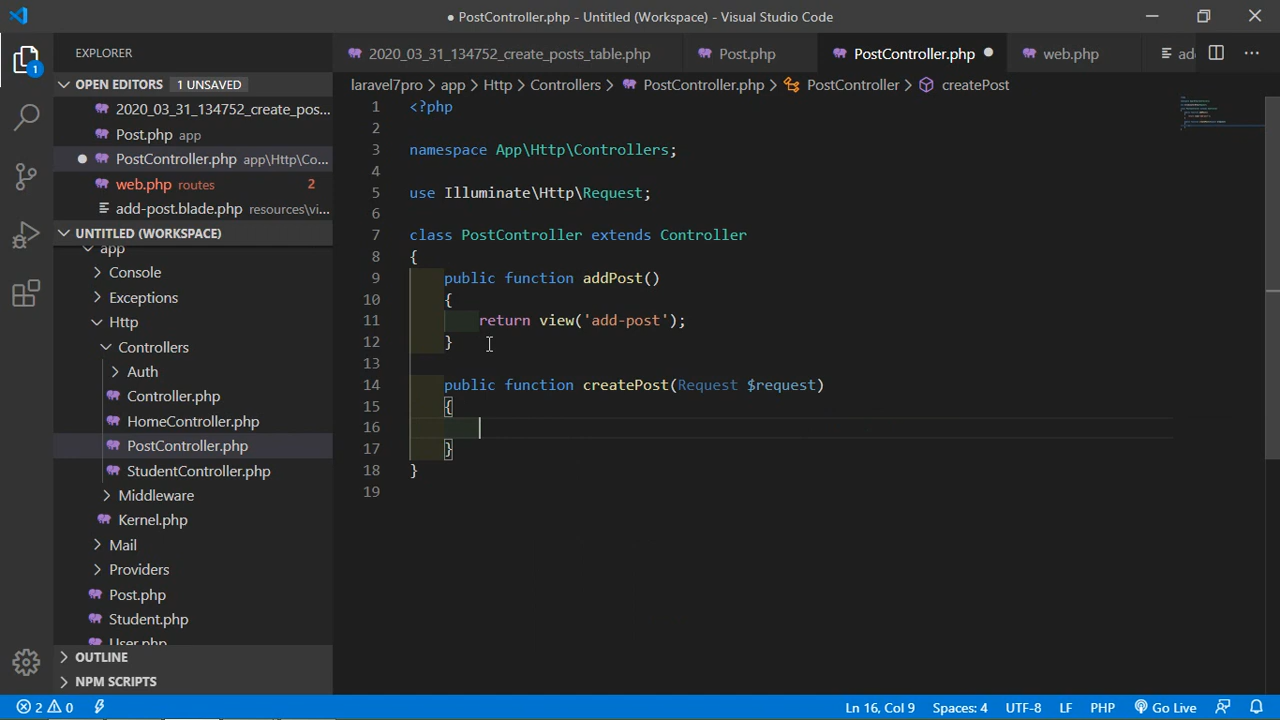 ● PostController.php - Untitled (Workspace) - Visual Studio Code
EXPLORER
2020_03_31_134752_create_posts_table.php
Post.php
PostController.php ●
web.php
OPEN EDITORS 1 UNSAVED
laravel7pro > app > Http > Controllers > PostController.php > PostController > createPost
2020_03_31_134752_create_pos...
Post.php app
● PostController.php app\Http\Co...
web.php routes 2
add-post.blade.php resources\vi...
UNTITLED (WORKSPACE)
app
Console
Exceptions
Http
Controllers
Auth
Controller.php
HomeController.php
PostController.php
StudentController.php
Middleware
Kernel.php
Mail
Providers
Post.php
Student.php
User.php
OUTLINE
NPM SCRIPTS
1
1 <?php
2
3 namespace App\Http\Controllers;
4
5 use Illuminate\Http\Request;
6
7 class PostController extends Controller
8 {
9 public function addPost()
10 {
11 return view('add-post');
12 }
13
14 public function createPost(Request $request)
15 {
16
17 }
18 }
19
2 0
Ln 16, Col 9
Spaces: 4
UTF-8
LF
PHP
Go Live